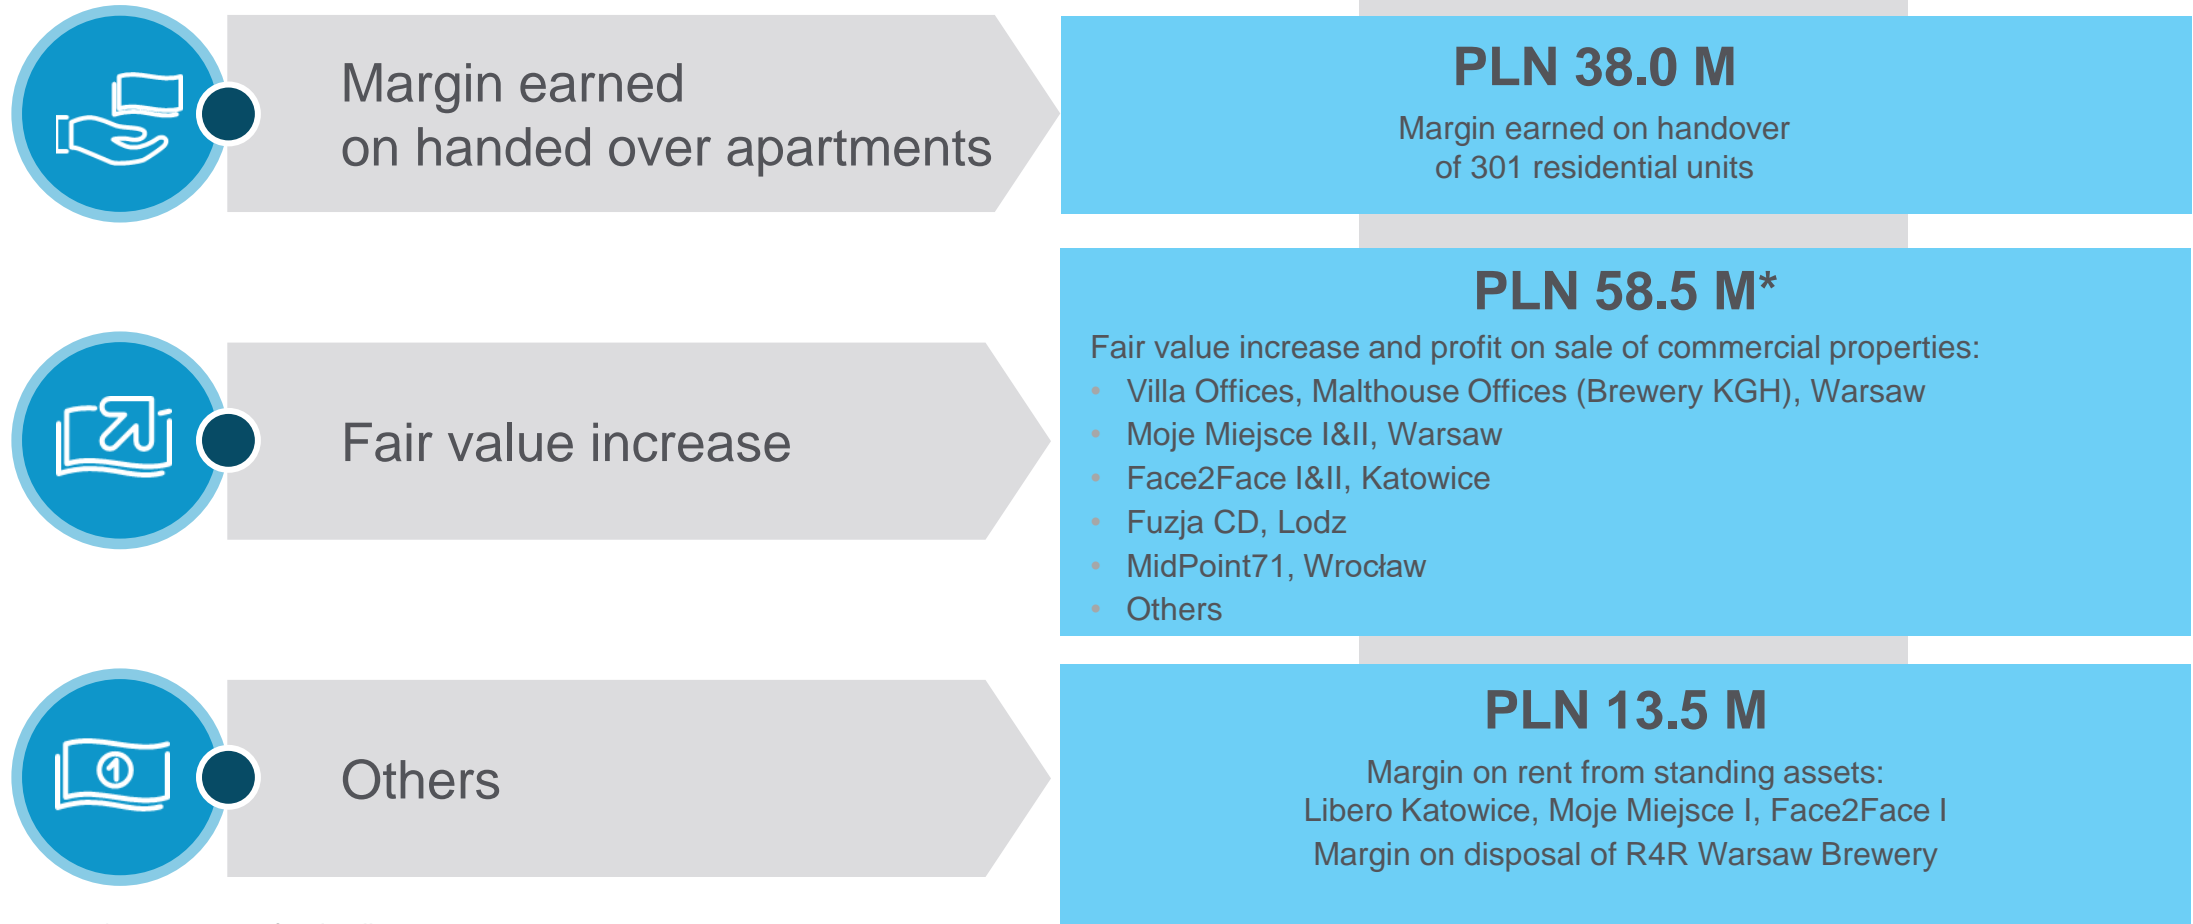 Margin earned
on handed over apartments
PLN 38.0 M
Margin earned on handover
of 301 residential units
Fair value increase
PLN 58.5 M*
Fair value increase and profit on sale of commercial properties:
• Villa Offices, Malthouse Offices (Brewery KGH), Warsaw
• Moje Miejsce I&II, Warsaw
• Face2Face I&II, Katowice
• Fuzja CD, Lodz
• MidPoint71, Wrocław
• Others
Others
PLN 13.5 M
Margin on rent from standing assets:
Libero Katowice, Moje Miejsce I, Face2Face I
Margin on disposal of R4R Warsaw Brewery